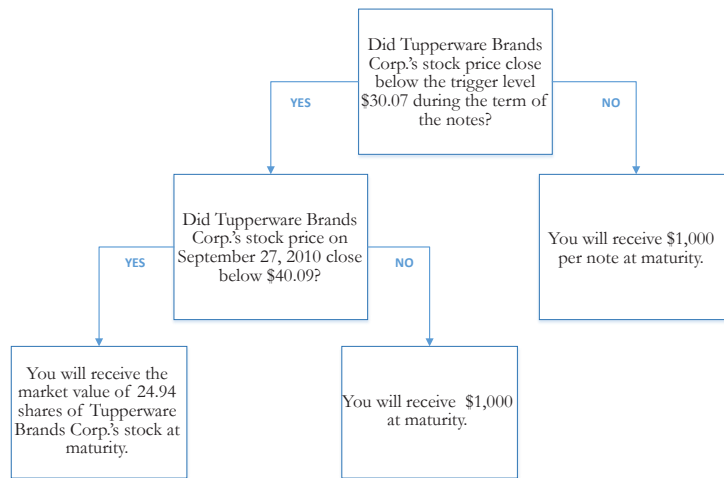 Did Tupperware Brands
Corp.'s stock price close
below the trigger level
$30.07 during the term of
the notes?
YES
NO
Did Tupperware Brands
Corp.'s stock price on
September 27, 2010 close
below $40.09?
You will receive $1,000
per note at maturity.
YES
NO
You will receive the
market value of 24.94
shares of Tupperware
Brands Corp.'s stock at
maturity.
You will receive $1,000
at maturity.